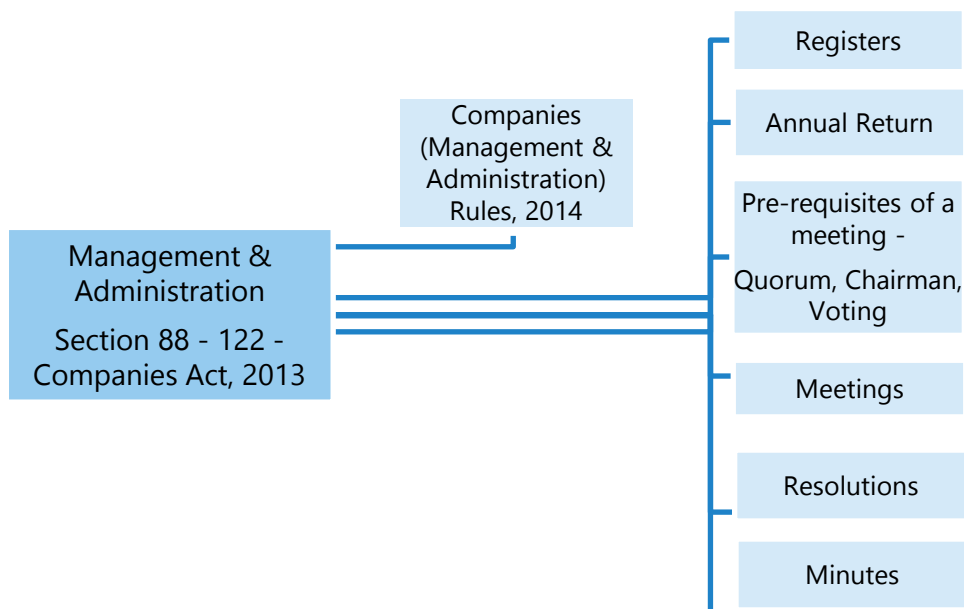 Registers
Companies
(Management &
Administration)
Rules, 2014
Annual Return
Pre-requisites of a
meeting -
Quorum, Chairman,
Voting
Management &
Administration
Section 88 - 122 -
Companies Act, 2013
Meetings
Resolutions
Minutes